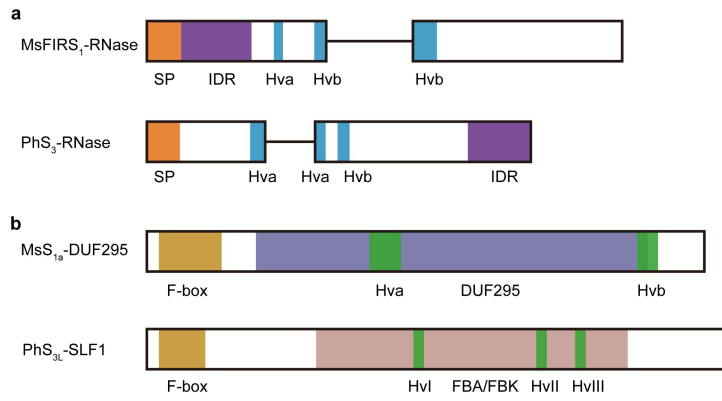 a
MsFIRS₁-RNase
SP IDR Hva Hvb Hvb
PhS₃-RNase
SP Hva Hva Hvb IDR
b
MsS₁ₐ-DUF295
F-box Hva DUF295 Hvb
PhS₃L-SLF1
F-box HvI FBA/FBK HvII HvIII